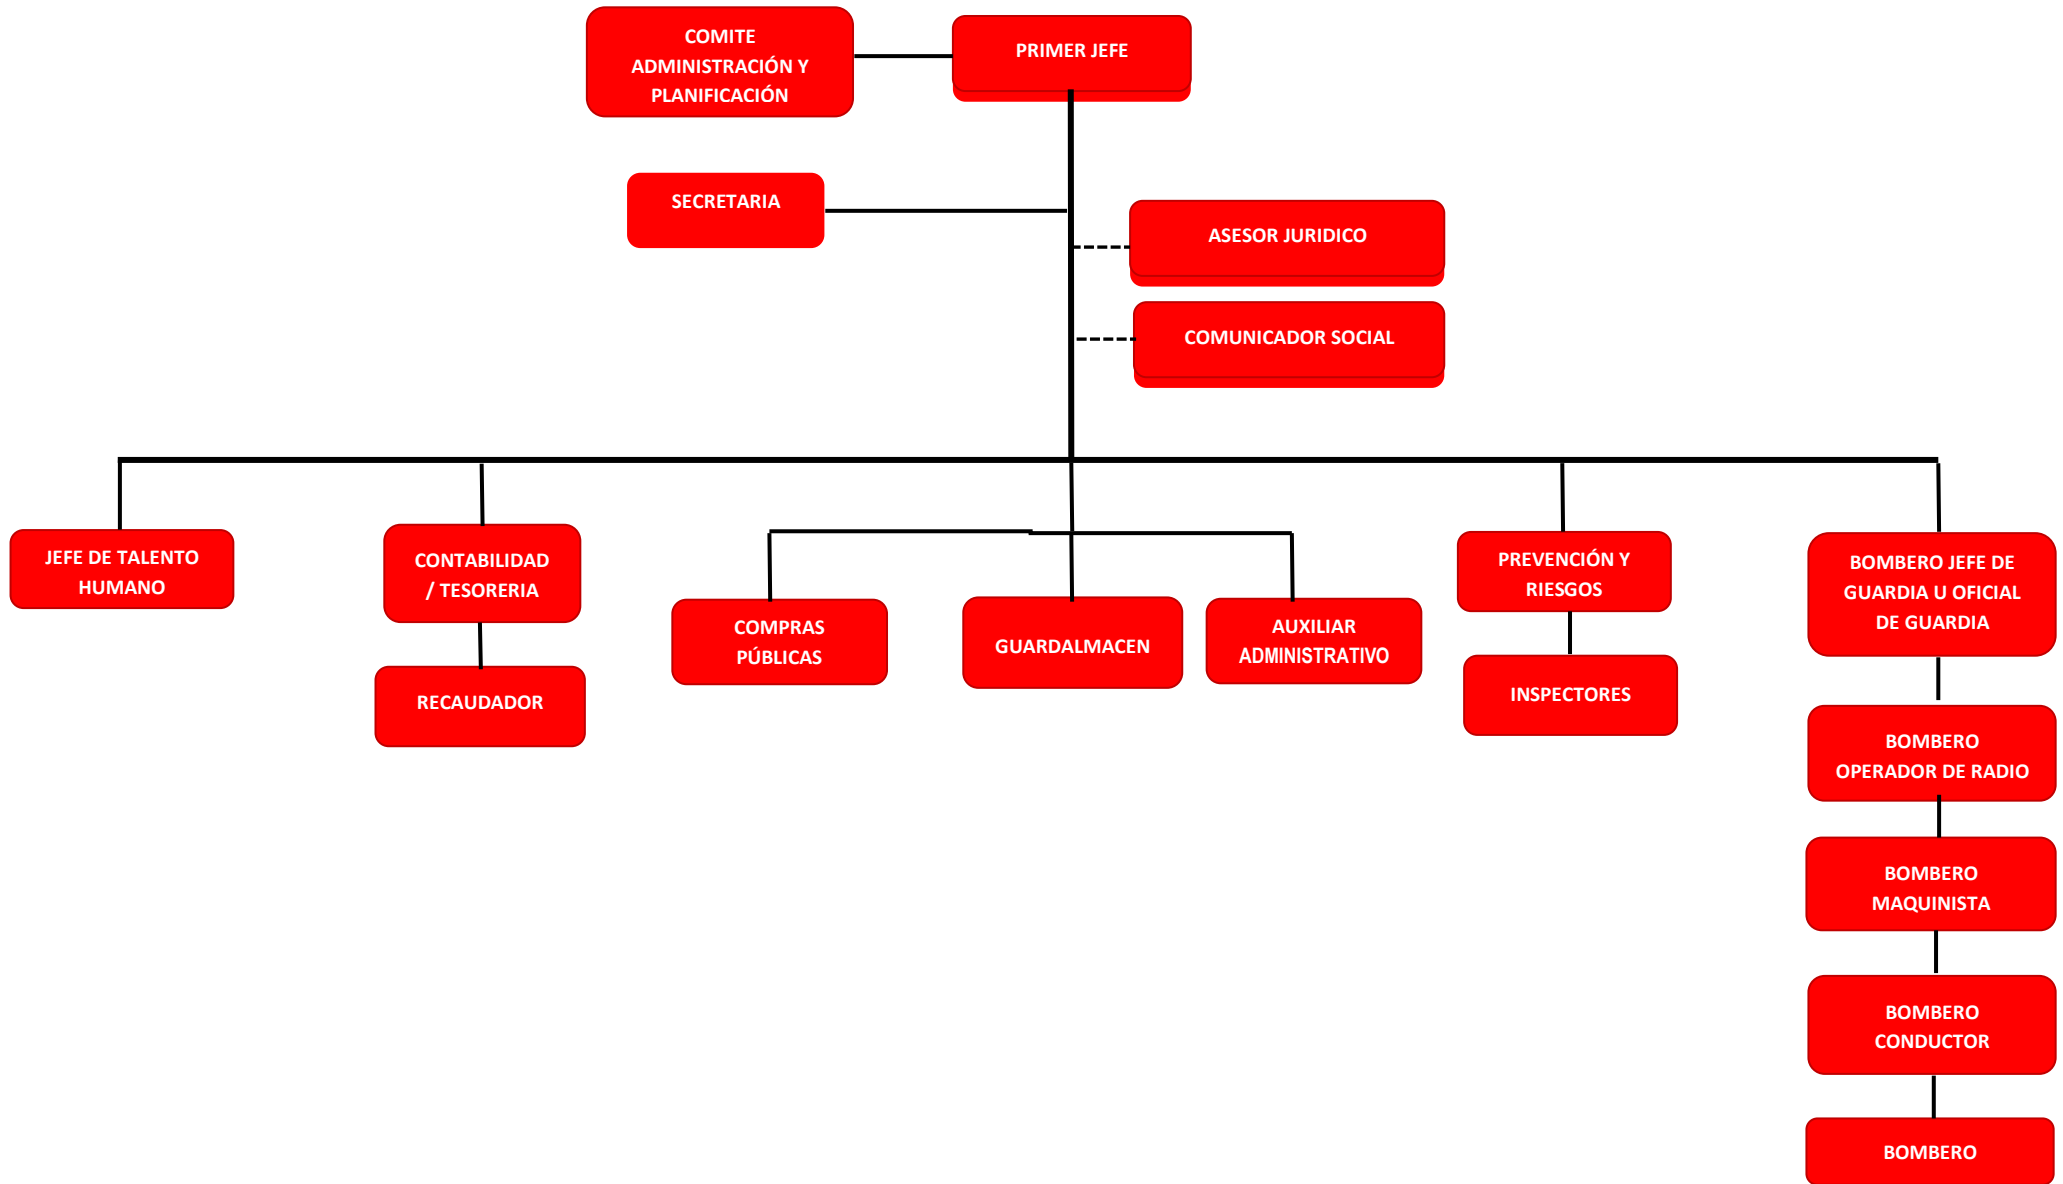 COMITE
ADMINISTRACIÓN Y
PLANIFICACIÓN
PRIMER JEFE
SECRETARIA
ASESOR JURIDICO
COMUNICADOR SOCIAL
JEFE DE TALENTO
HUMANO
CONTABILIDAD
/ TESORERIA
RECAUDADOR
COMPRAS
PÚBLICAS
GUARDALMACEN
AUXILIAR
ADMINISTRATIVO
PREVENCIÓN Y
RIESGOS
INSPECTORES
BOMBERO JEFE DE
GUARDIA U OFICIAL
DE GUARDIA
BOMBERO
OPERADOR DE RADIO
BOMBERO
MAQUINISTA
BOMBERO
CONDUCTOR
BOMBERO